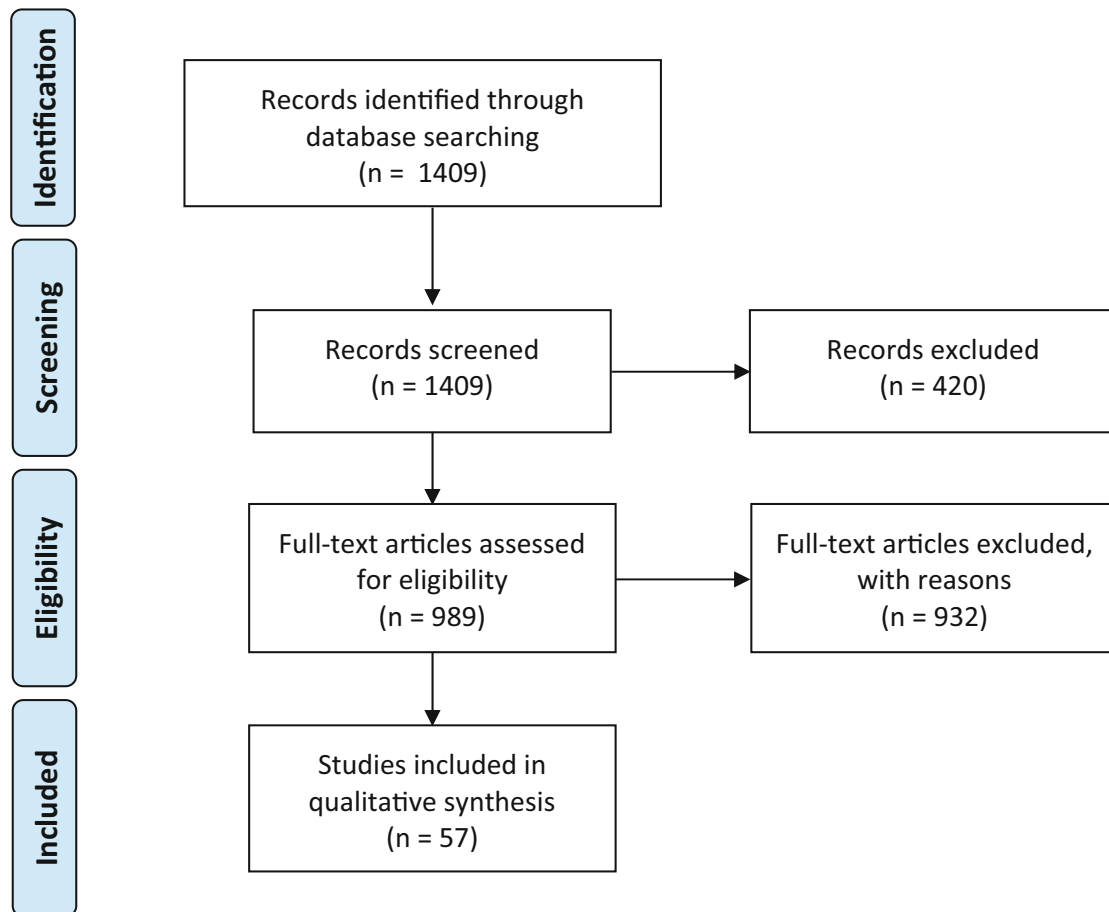 Identification
Records identified through
database searching
(n =  1409)
Screening
Records screened
(n = 1409)
Records excluded
(n = 420)
Eligibility
Full-text articles assessed
for eligibility
(n = 989)
Full-text articles excluded,
with reasons
(n = 932)
Included
Studies included in
qualitative synthesis
(n = 57)